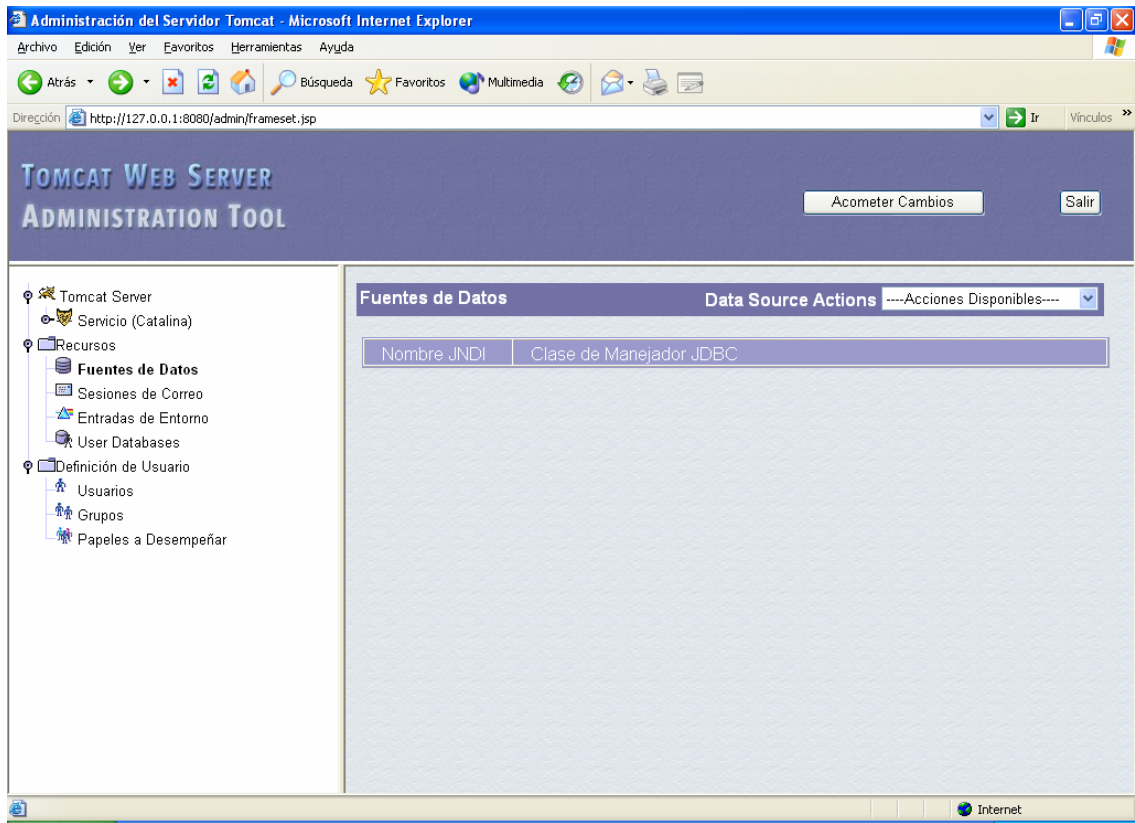 Administración del Servidor Tomcat - Microsoft Internet Explorer
Archivo Edición Ver Favoritos Herramientas Ayuda
Atrás Búsqueda Favoritos Multimedia
Dirección http://127.0.0.1:8080/admin/frameset.jsp Ir Vínculos »
TOMCAT WEB SERVER
ADMINISTRATION TOOL
Acometer Cambios Salir
Tomcat Server
Servicio (Catalina)
Recursos
Fuentes de Datos
Sesiones de Correo
Entradas de Entorno
User Databases
Definición de Usuario
Usuarios
Grupos
Papeles a Desempeñar
Fuentes de Datos Data Source Actions ----Acciones Disponibles----
Nombre JNDI Clase de Manejador JDBC
Internet